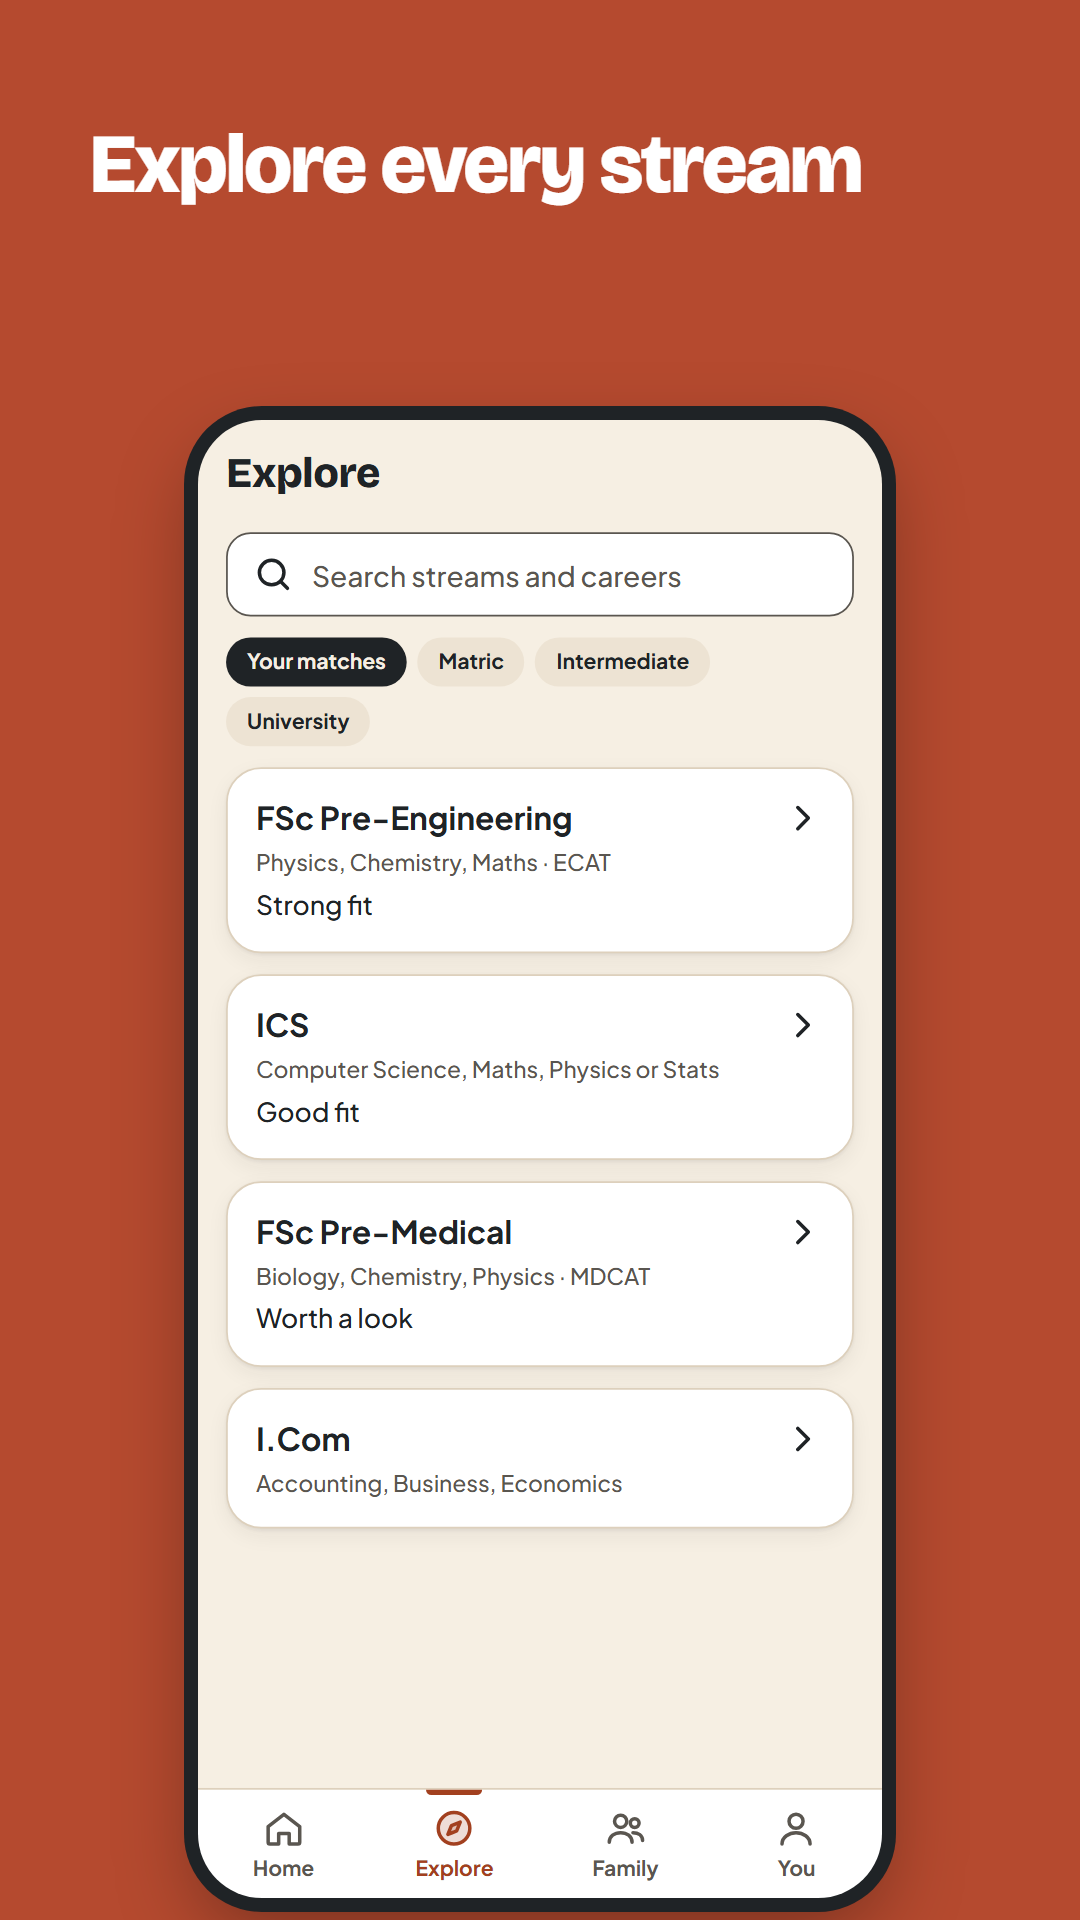 Explore every stream
Explore
Search streams and careers
Your matches
Matric
Intermediate
University
FSc Pre-Engineering
Physics, Chemistry, Maths · ECAT
Strong fit
ICS
Computer Science, Maths, Physics or Stats
Good fit
FSc Pre-Medical
Biology, Chemistry, Physics · MDCAT
Worth a look
I.Com
Accounting, Business, Economics
Home
Explore
Family
You